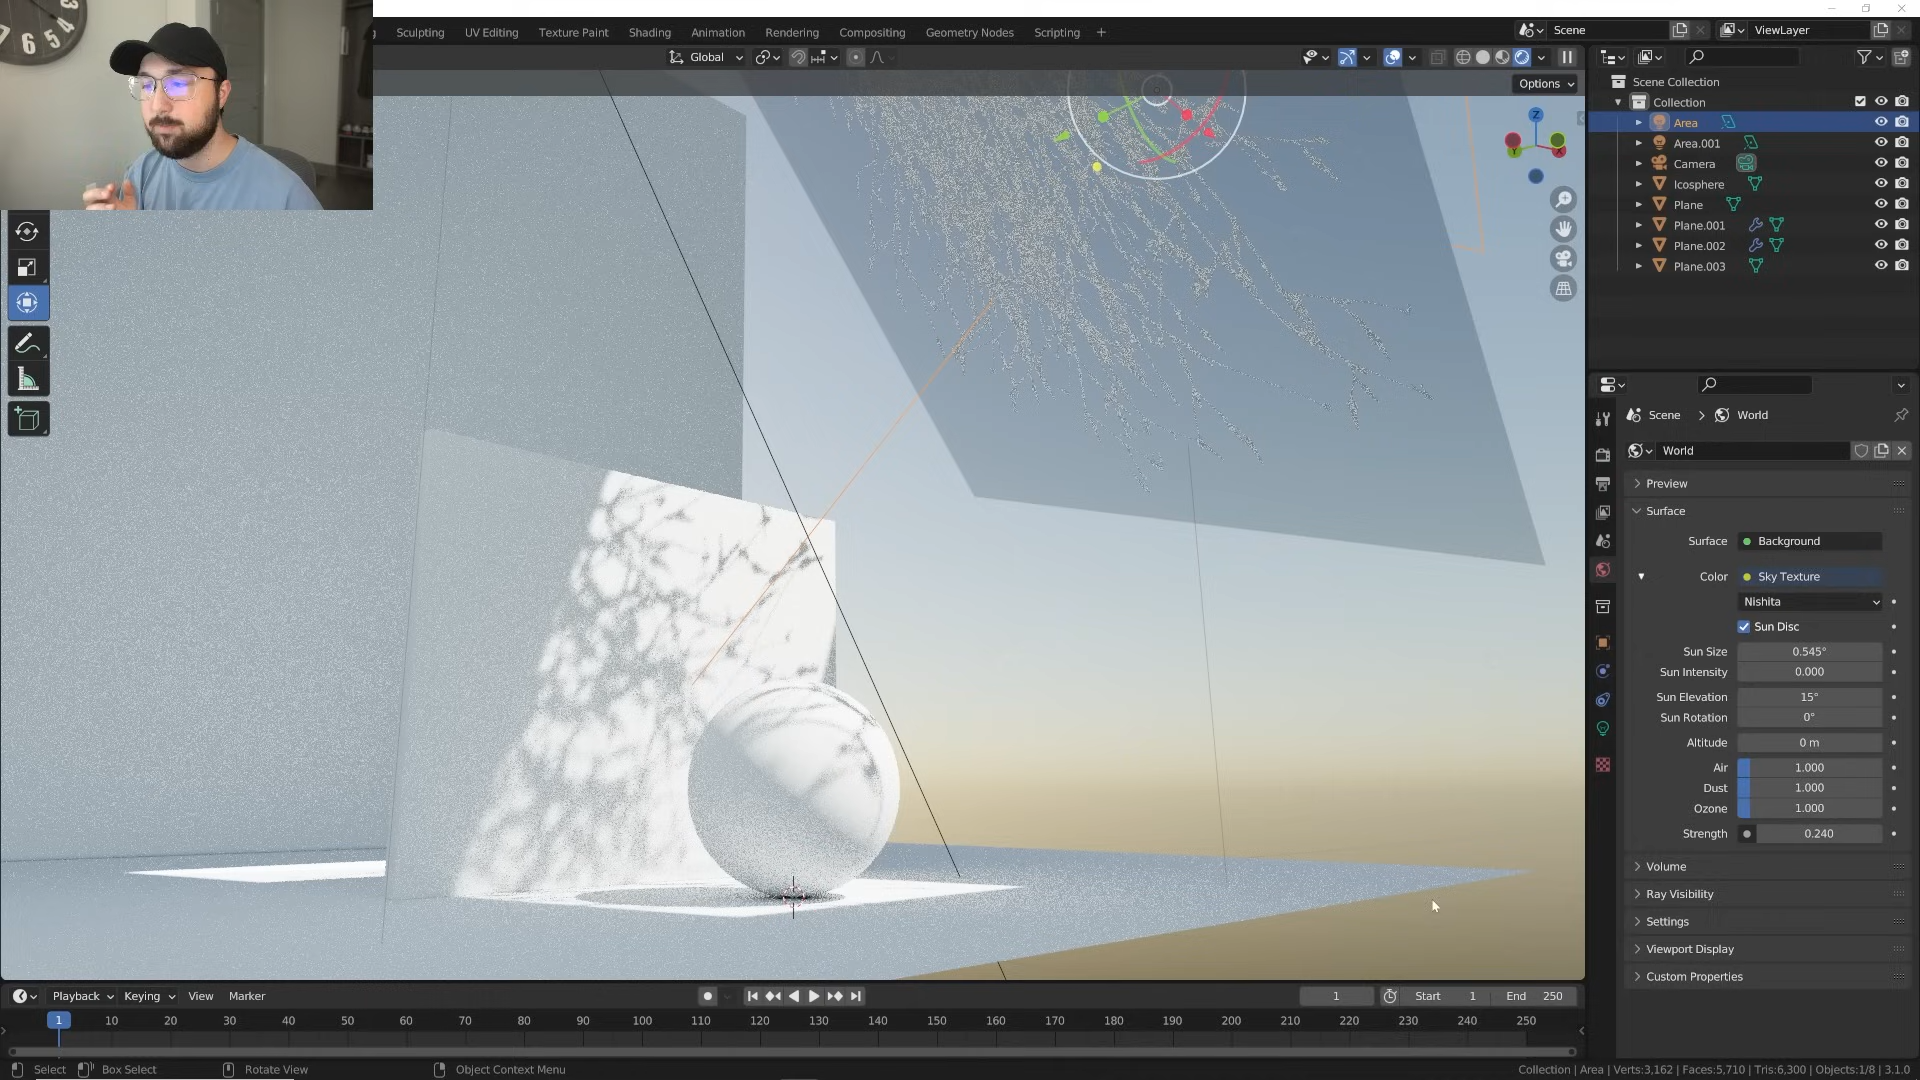 Sculpting UV Editing Texture Paint Shading Animation Rendering Compositing Geometry Nodes Scripting + Scene ViewLayer
Global
Options
Z
Y X
Scene Collection
Collection
Area
Area.001
Camera
Icosphere
Plane
Plane.001
Plane.002
Plane.003
Scene > World
World
Preview
Surface
Surface Background
Color Sky Texture
Nishita
Sun Disc
Sun Size 0.545°
Sun Intensity 0.000
Sun Elevation 15°
Sun Rotation 0°
Altitude 0 m
Air 1.000
Dust 1.000
Ozone 1.000
Strength 0.240
Volume
Ray Visibility
Settings
Viewport Display
Custom Properties
Playback Keying View Marker 1 Start 1 End 250
1 10 20 30 40 50 60 70 80 90 100 110 120 130 140 150 160 170 180 190 200 210 220 230 240 250
Select Box Select Rotate View Object Context Menu Collection | Area | Verts:3,162 | Faces:5,710 | Tris:6,300 | Objects:1/8 | 3.1.0
3
4
5
6
7